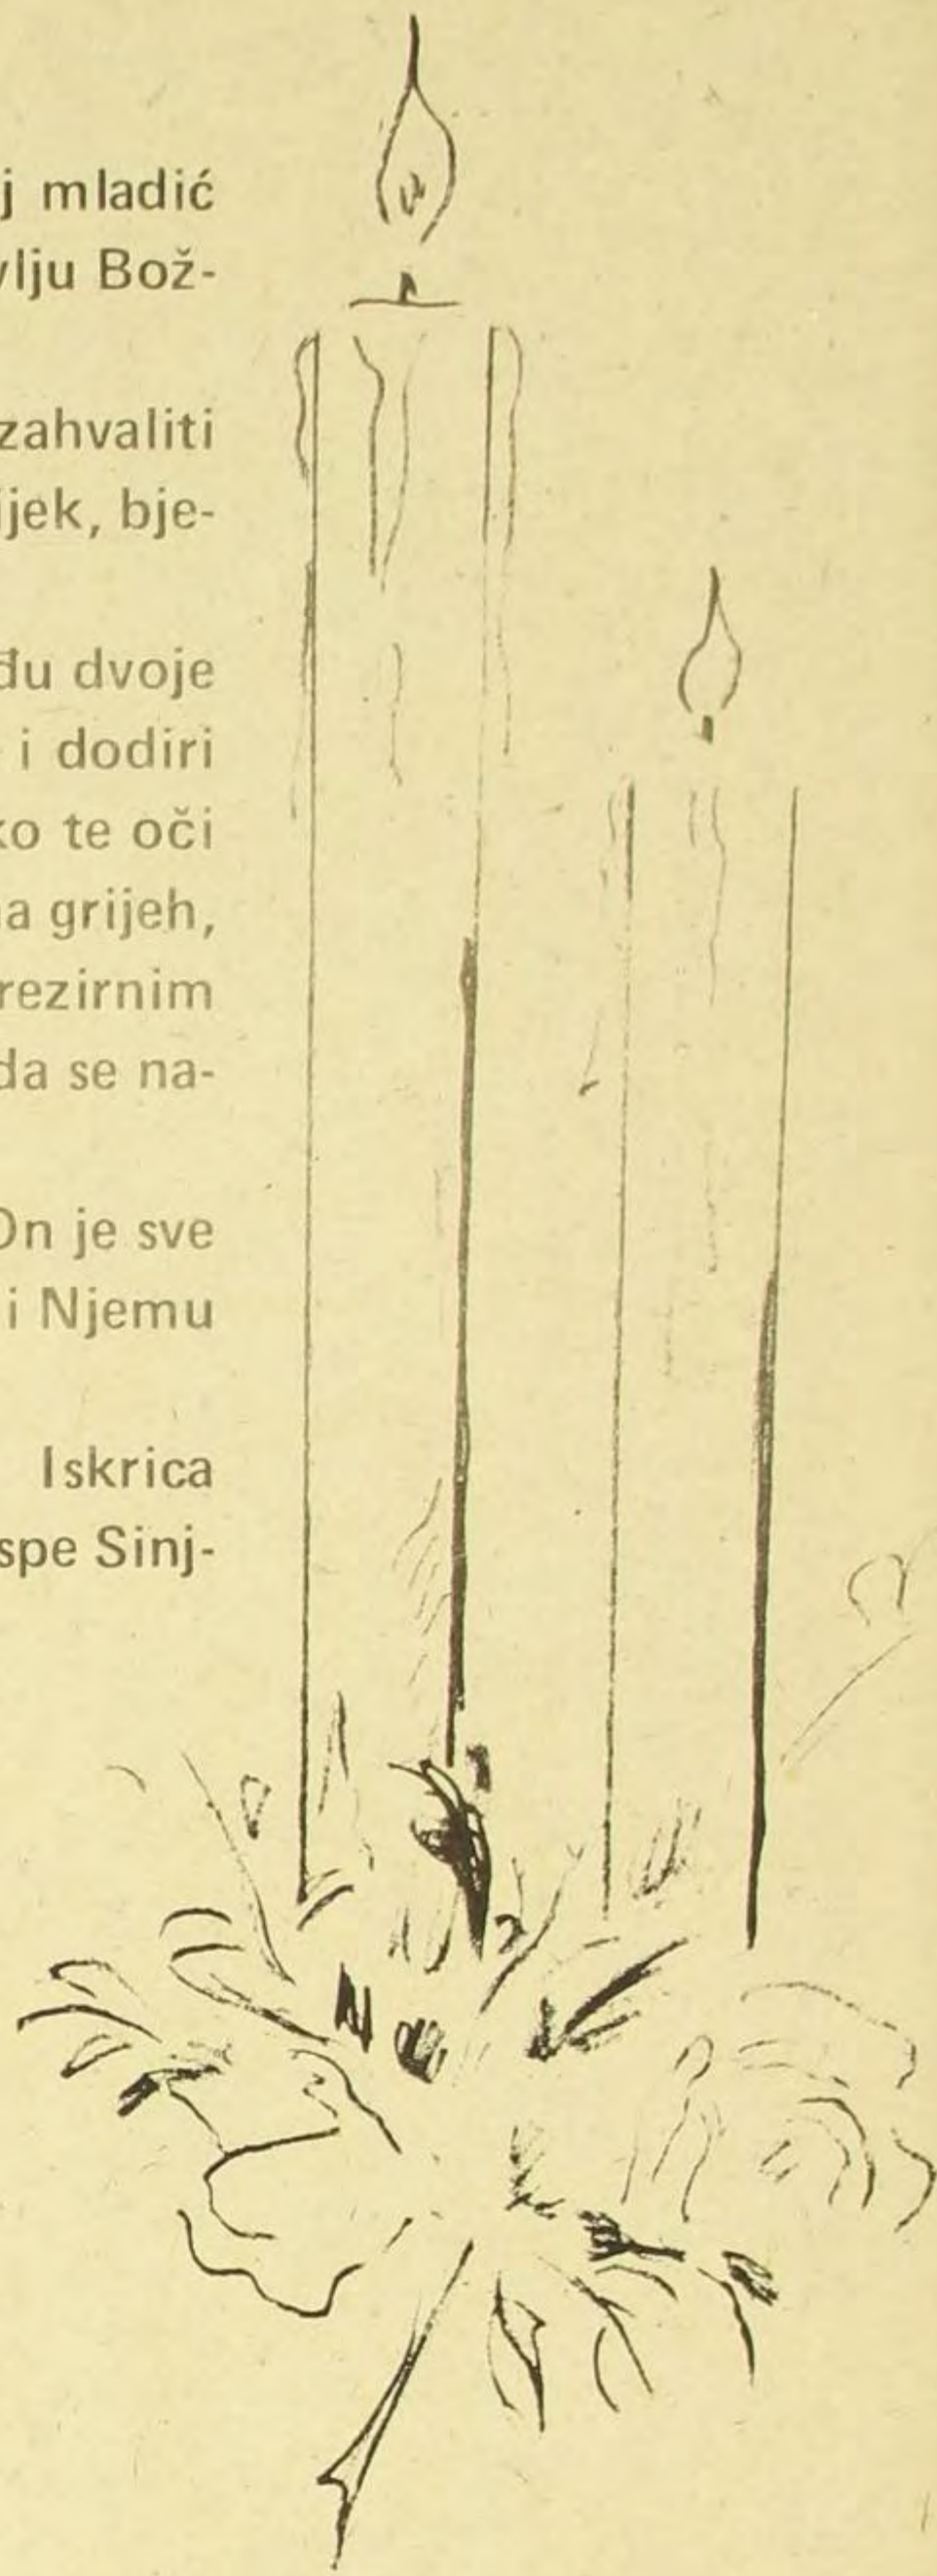 j mladić
vlju Bož-
zahvaliti
ijek, bje-
đu dvoje
i dodiri
ko te oči
a grijeh,
rezirnim
da se na-
On je sve
i Njemu
Iskrica
spe Sinj-